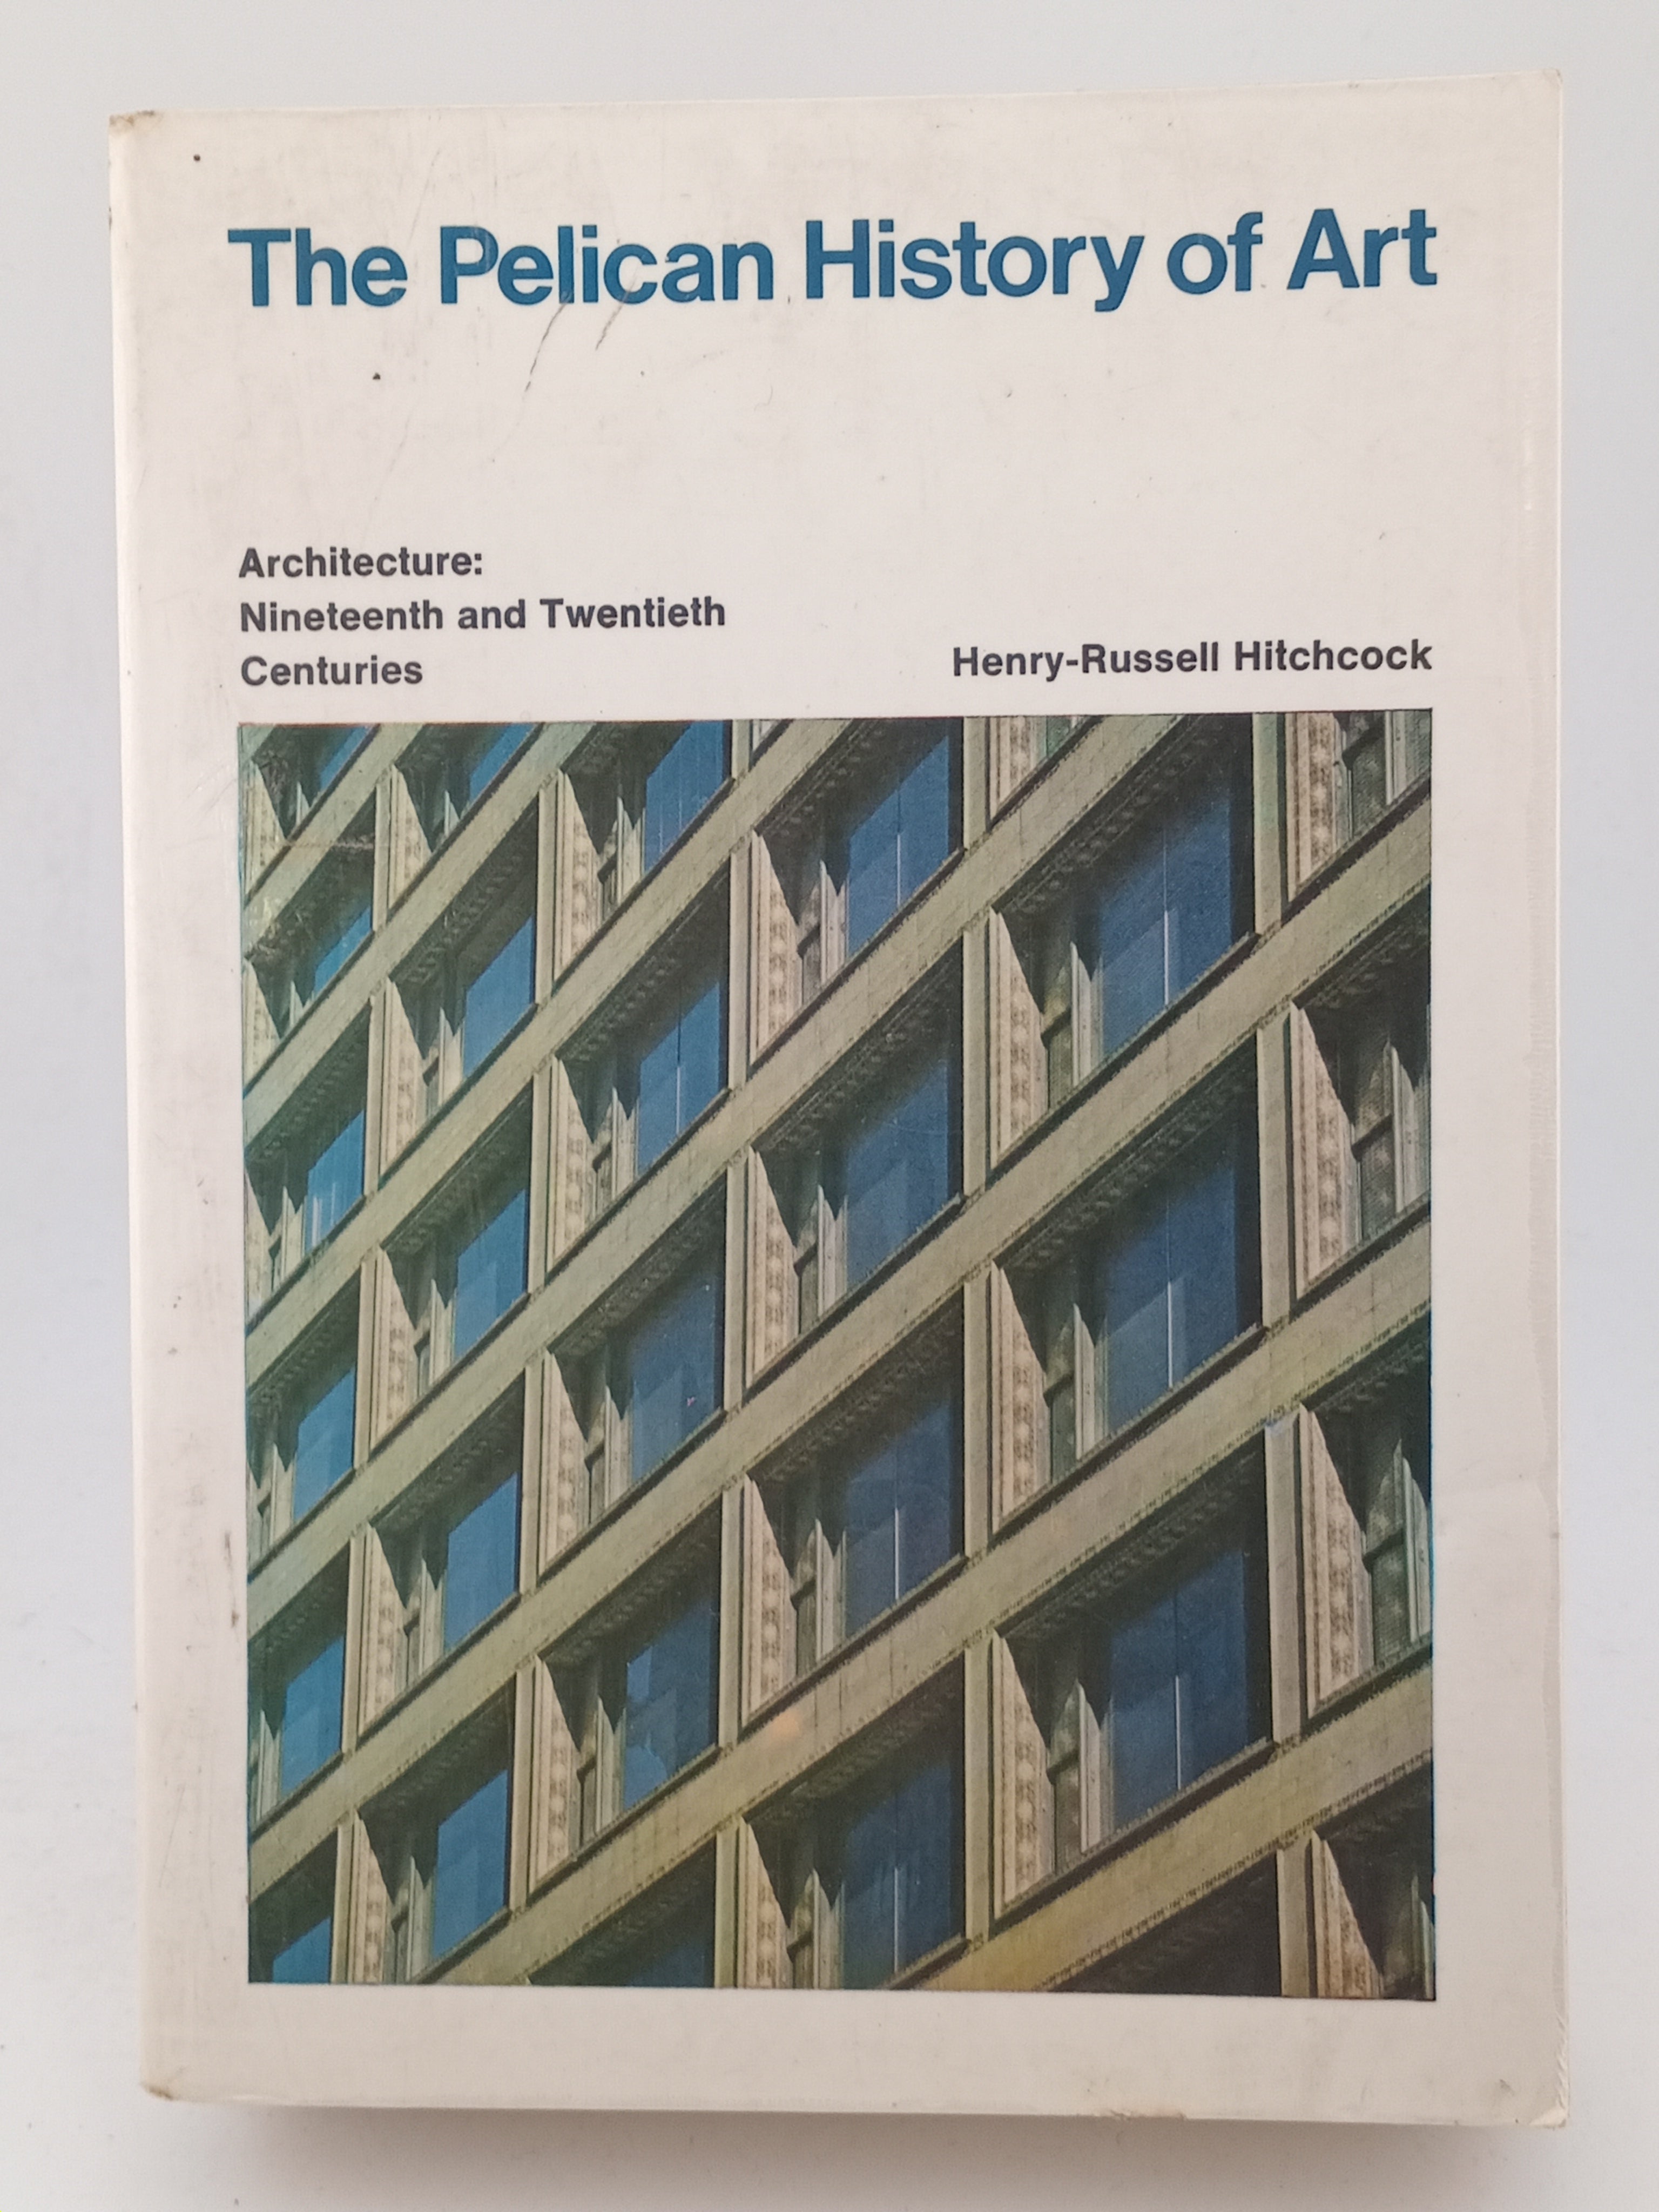 The Pelican History of Art
Architecture:
Nineteenth and Twentieth
Centuries
Henry-Russell Hitchcock